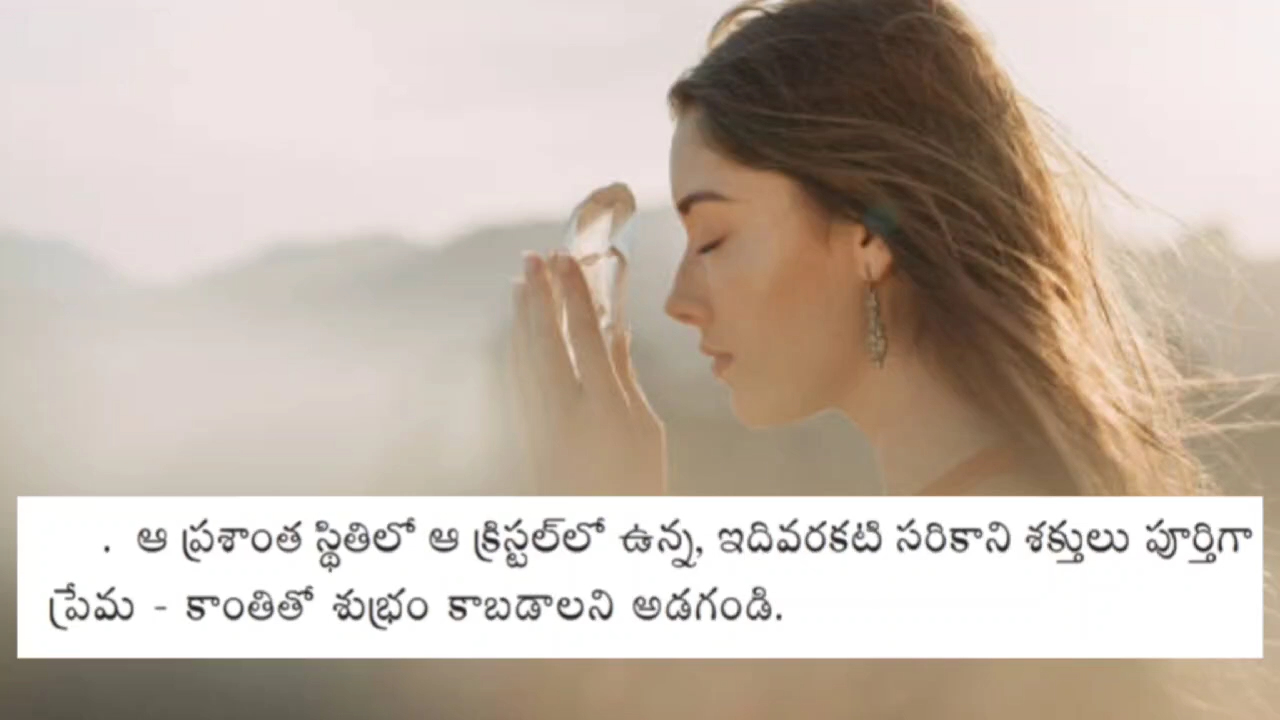 . ఆ ప్రశాంత స్థితిలో ఆ క్రిస్టల్‌లో ఉన్న, ఇదివరకటి సరికాని శక్తులు పూర్తిగా
ప్రేమ - కాంతితో శుభ్రం కాబడాలని అడగండి.